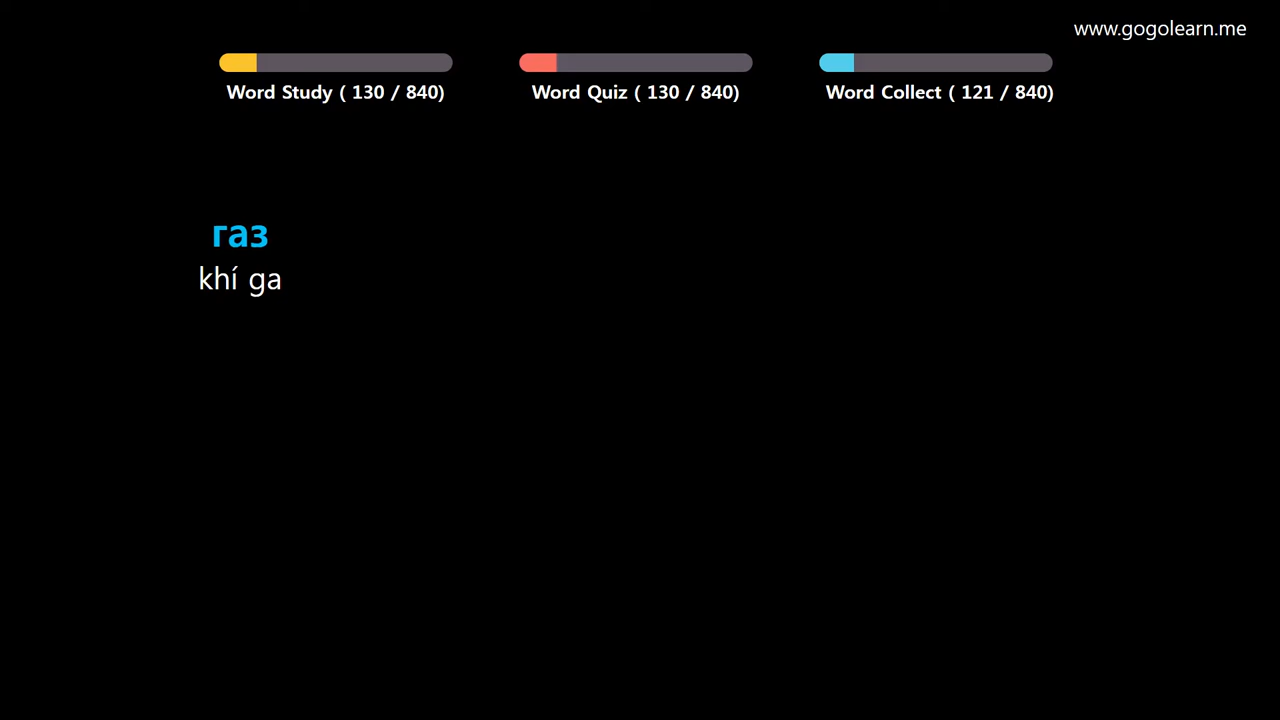 www.gogolearn.me
Word Study ( 130 / 840)
Word Quiz ( 130 / 840)
Word Collect ( 121 / 840)
газ
khí ga